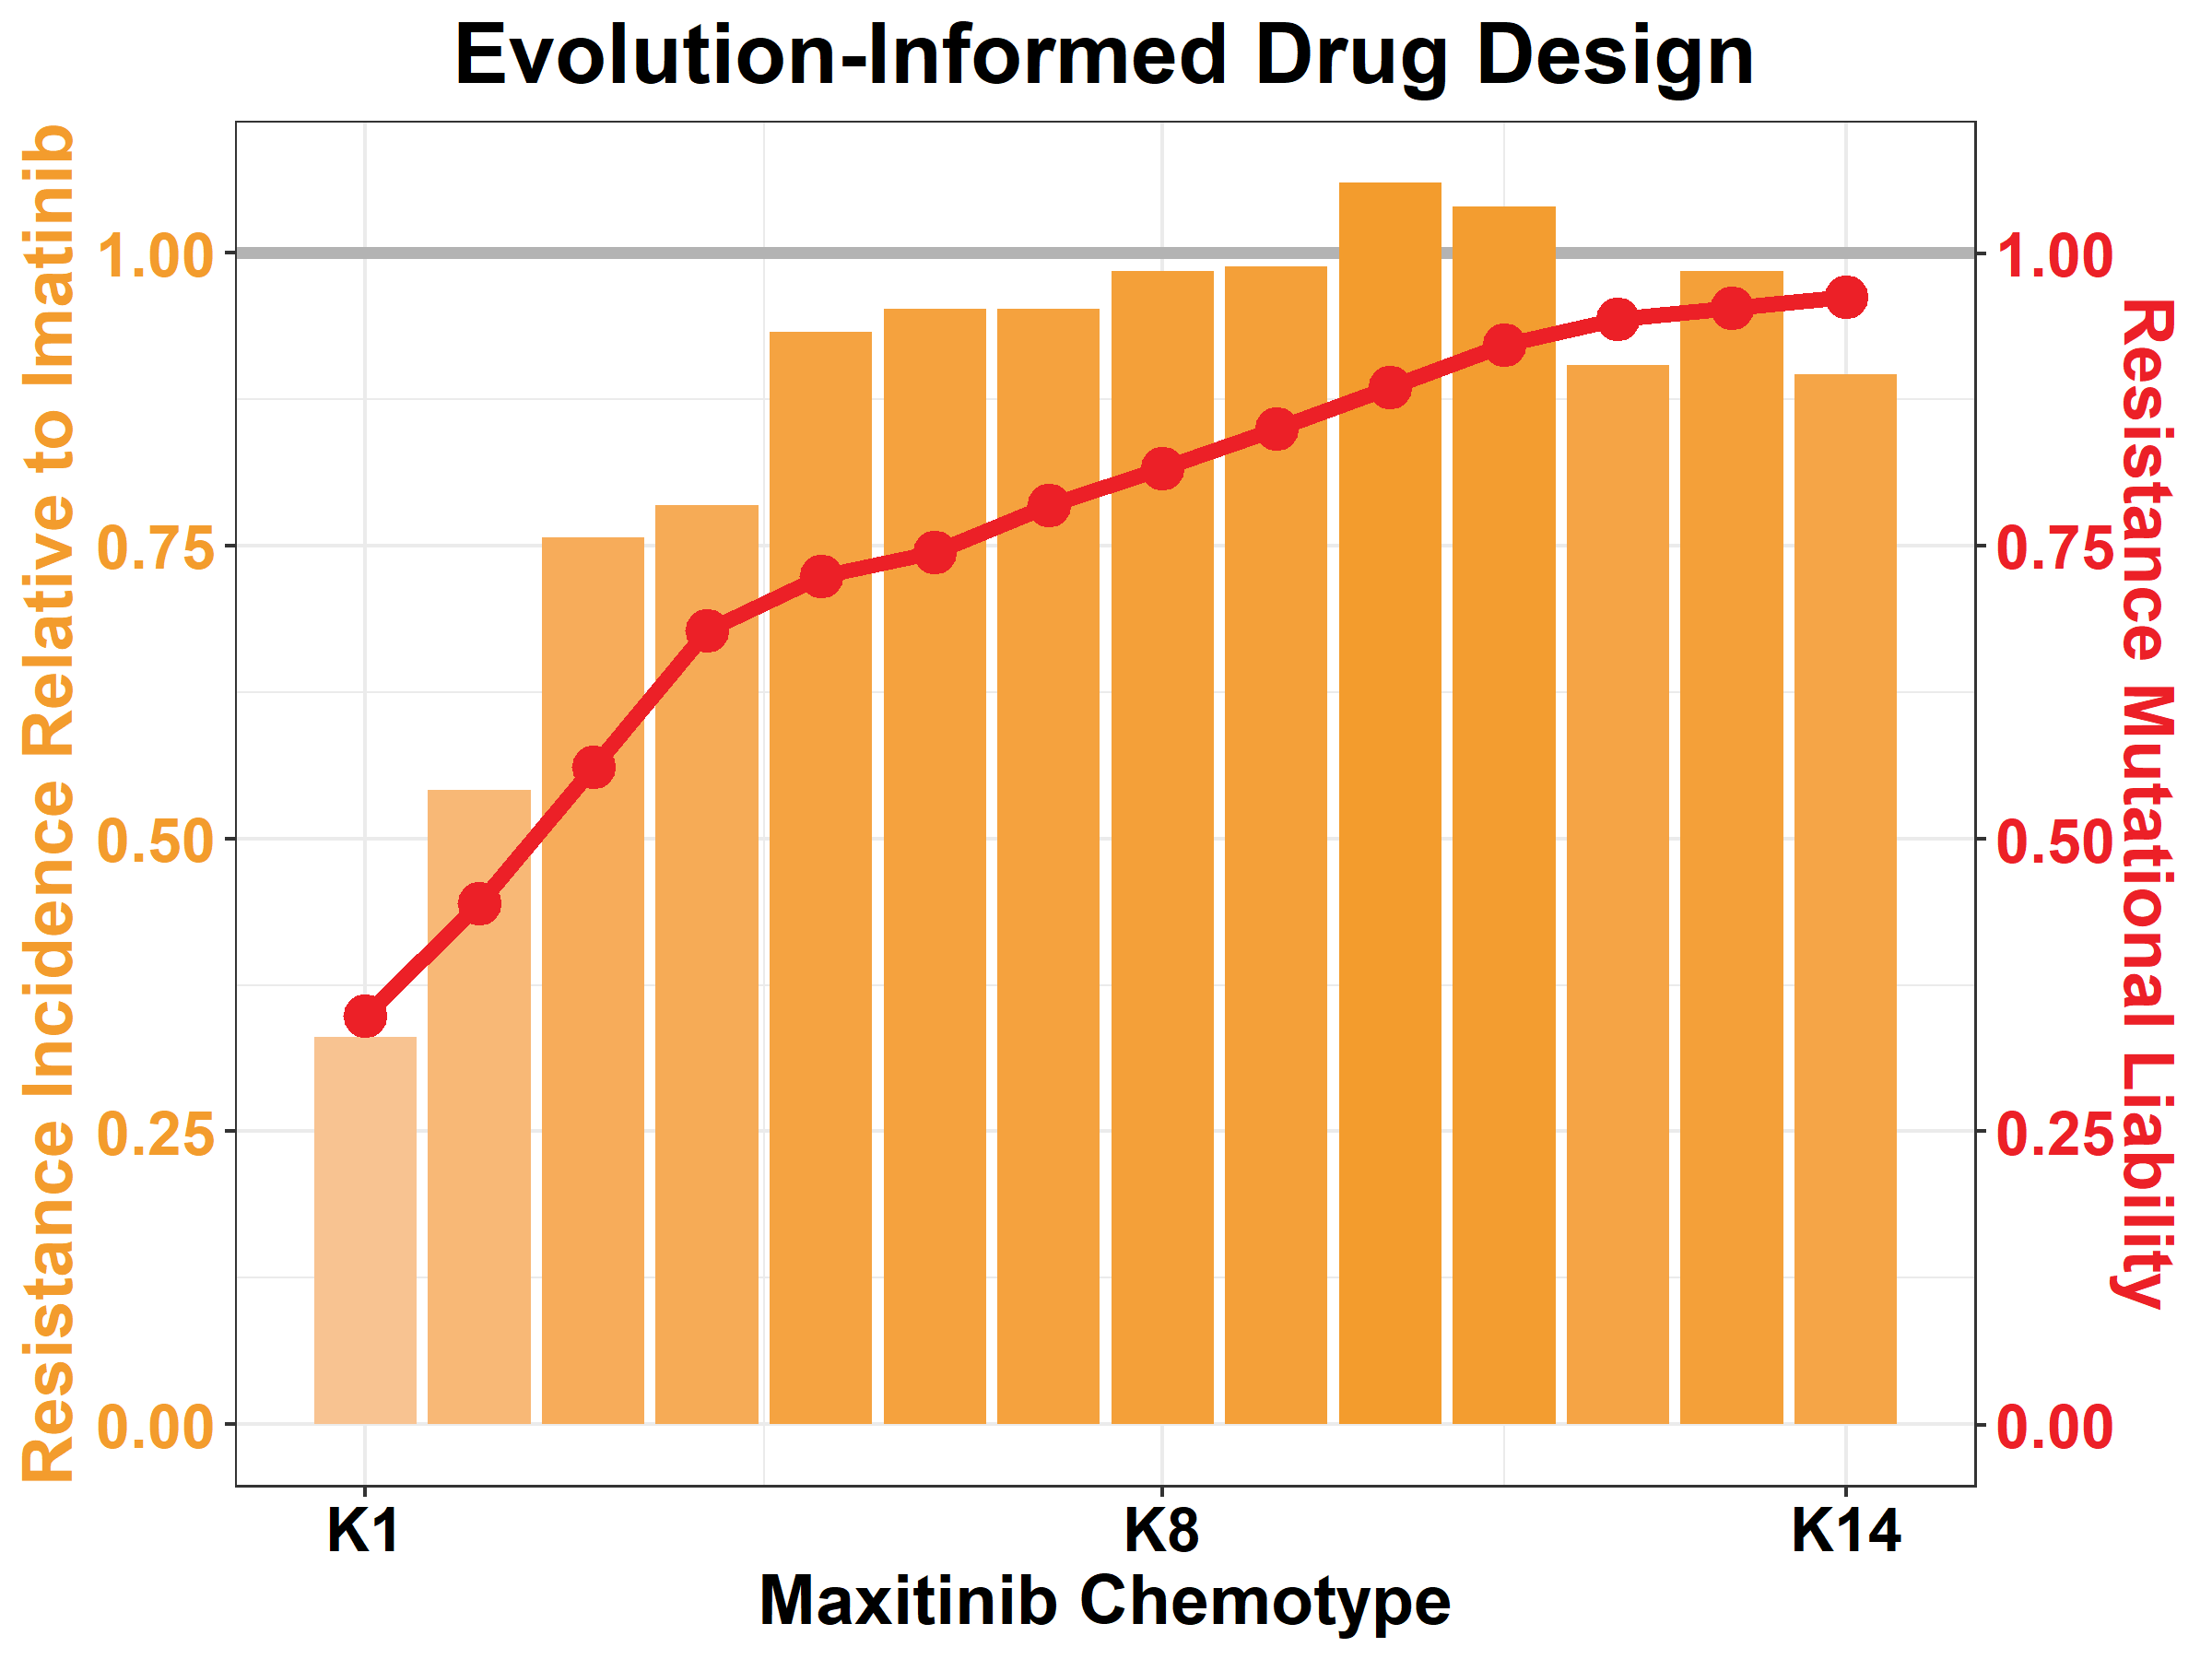 Evolution-Informed Drug Design
Resistance Incidence Relative to Imatinib
1.00
0.75
0.50
0.25
0.00
1.00
0.75
0.50
0.25
0.00
Resistance Mutational Liability
K1
K8
K14
Maxitinib Chemotype